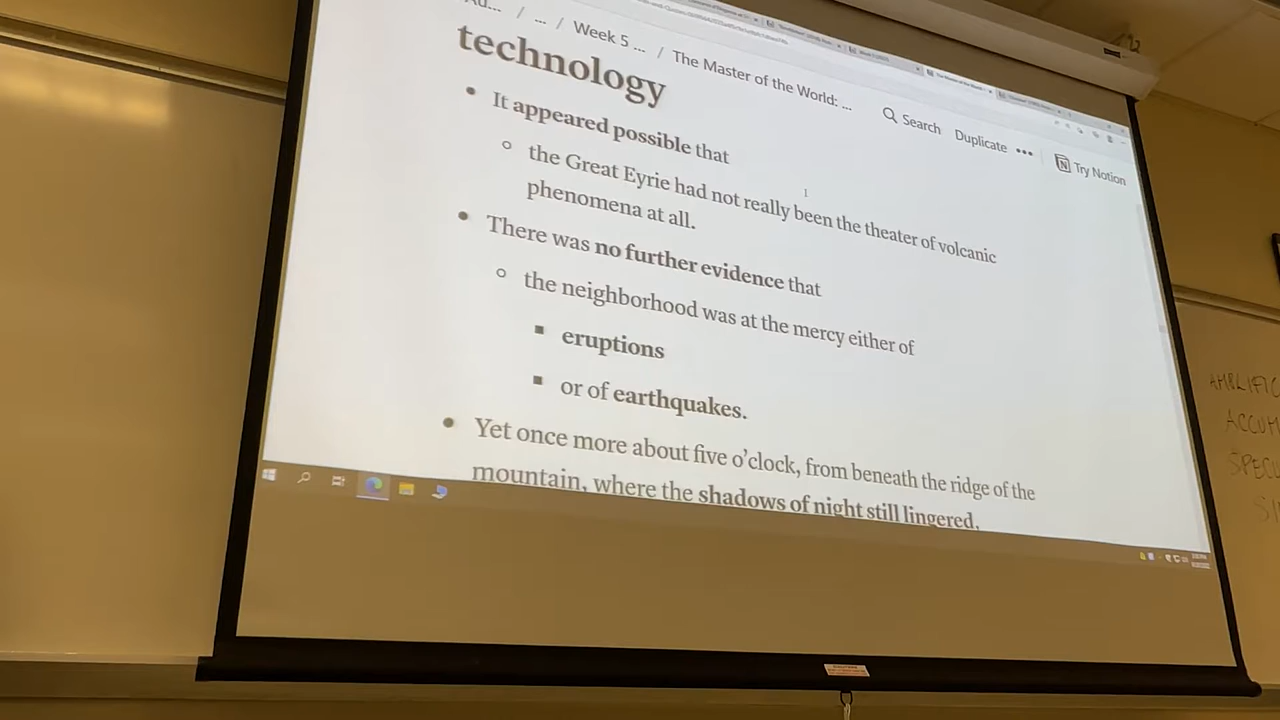 / ... / Week 5 ... / The Master of the World: ...
Search Duplicate ••• Try Notion
technology
• It appeared possible that
◦ the Great Eyrie had not really been the theater of volcanic
phenomena at all.
• There was no further evidence that
◦ the neighborhood was at the mercy either of
▪ eruptions
▪ or of earthquakes.
• Yet once more about five o’clock, from beneath the ridge of the
mountain, where the shadows of night still lingered,